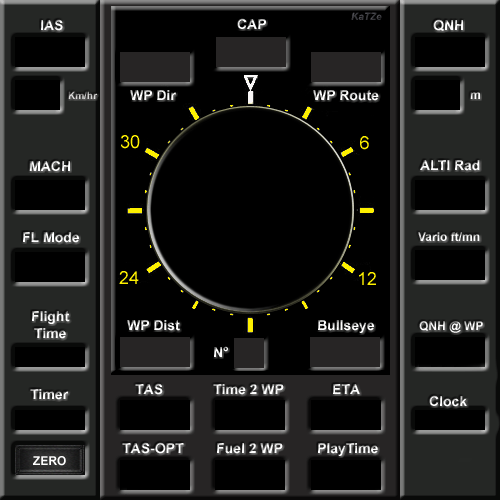 KaTZe
IAS
CAP
QNH
Km/hr
WP Dir
WP Route
m
30
6
MACH
ALTI Rad
FL Mode
Vario ft/mn
24
12
Flight
Time
WP Dist
Bullseye
QNH @ WP
Nº
Timer
TAS
Time 2 WP
ETA
Clock
ZERO
TAS-OPT
Fuel 2 WP
PlayTime